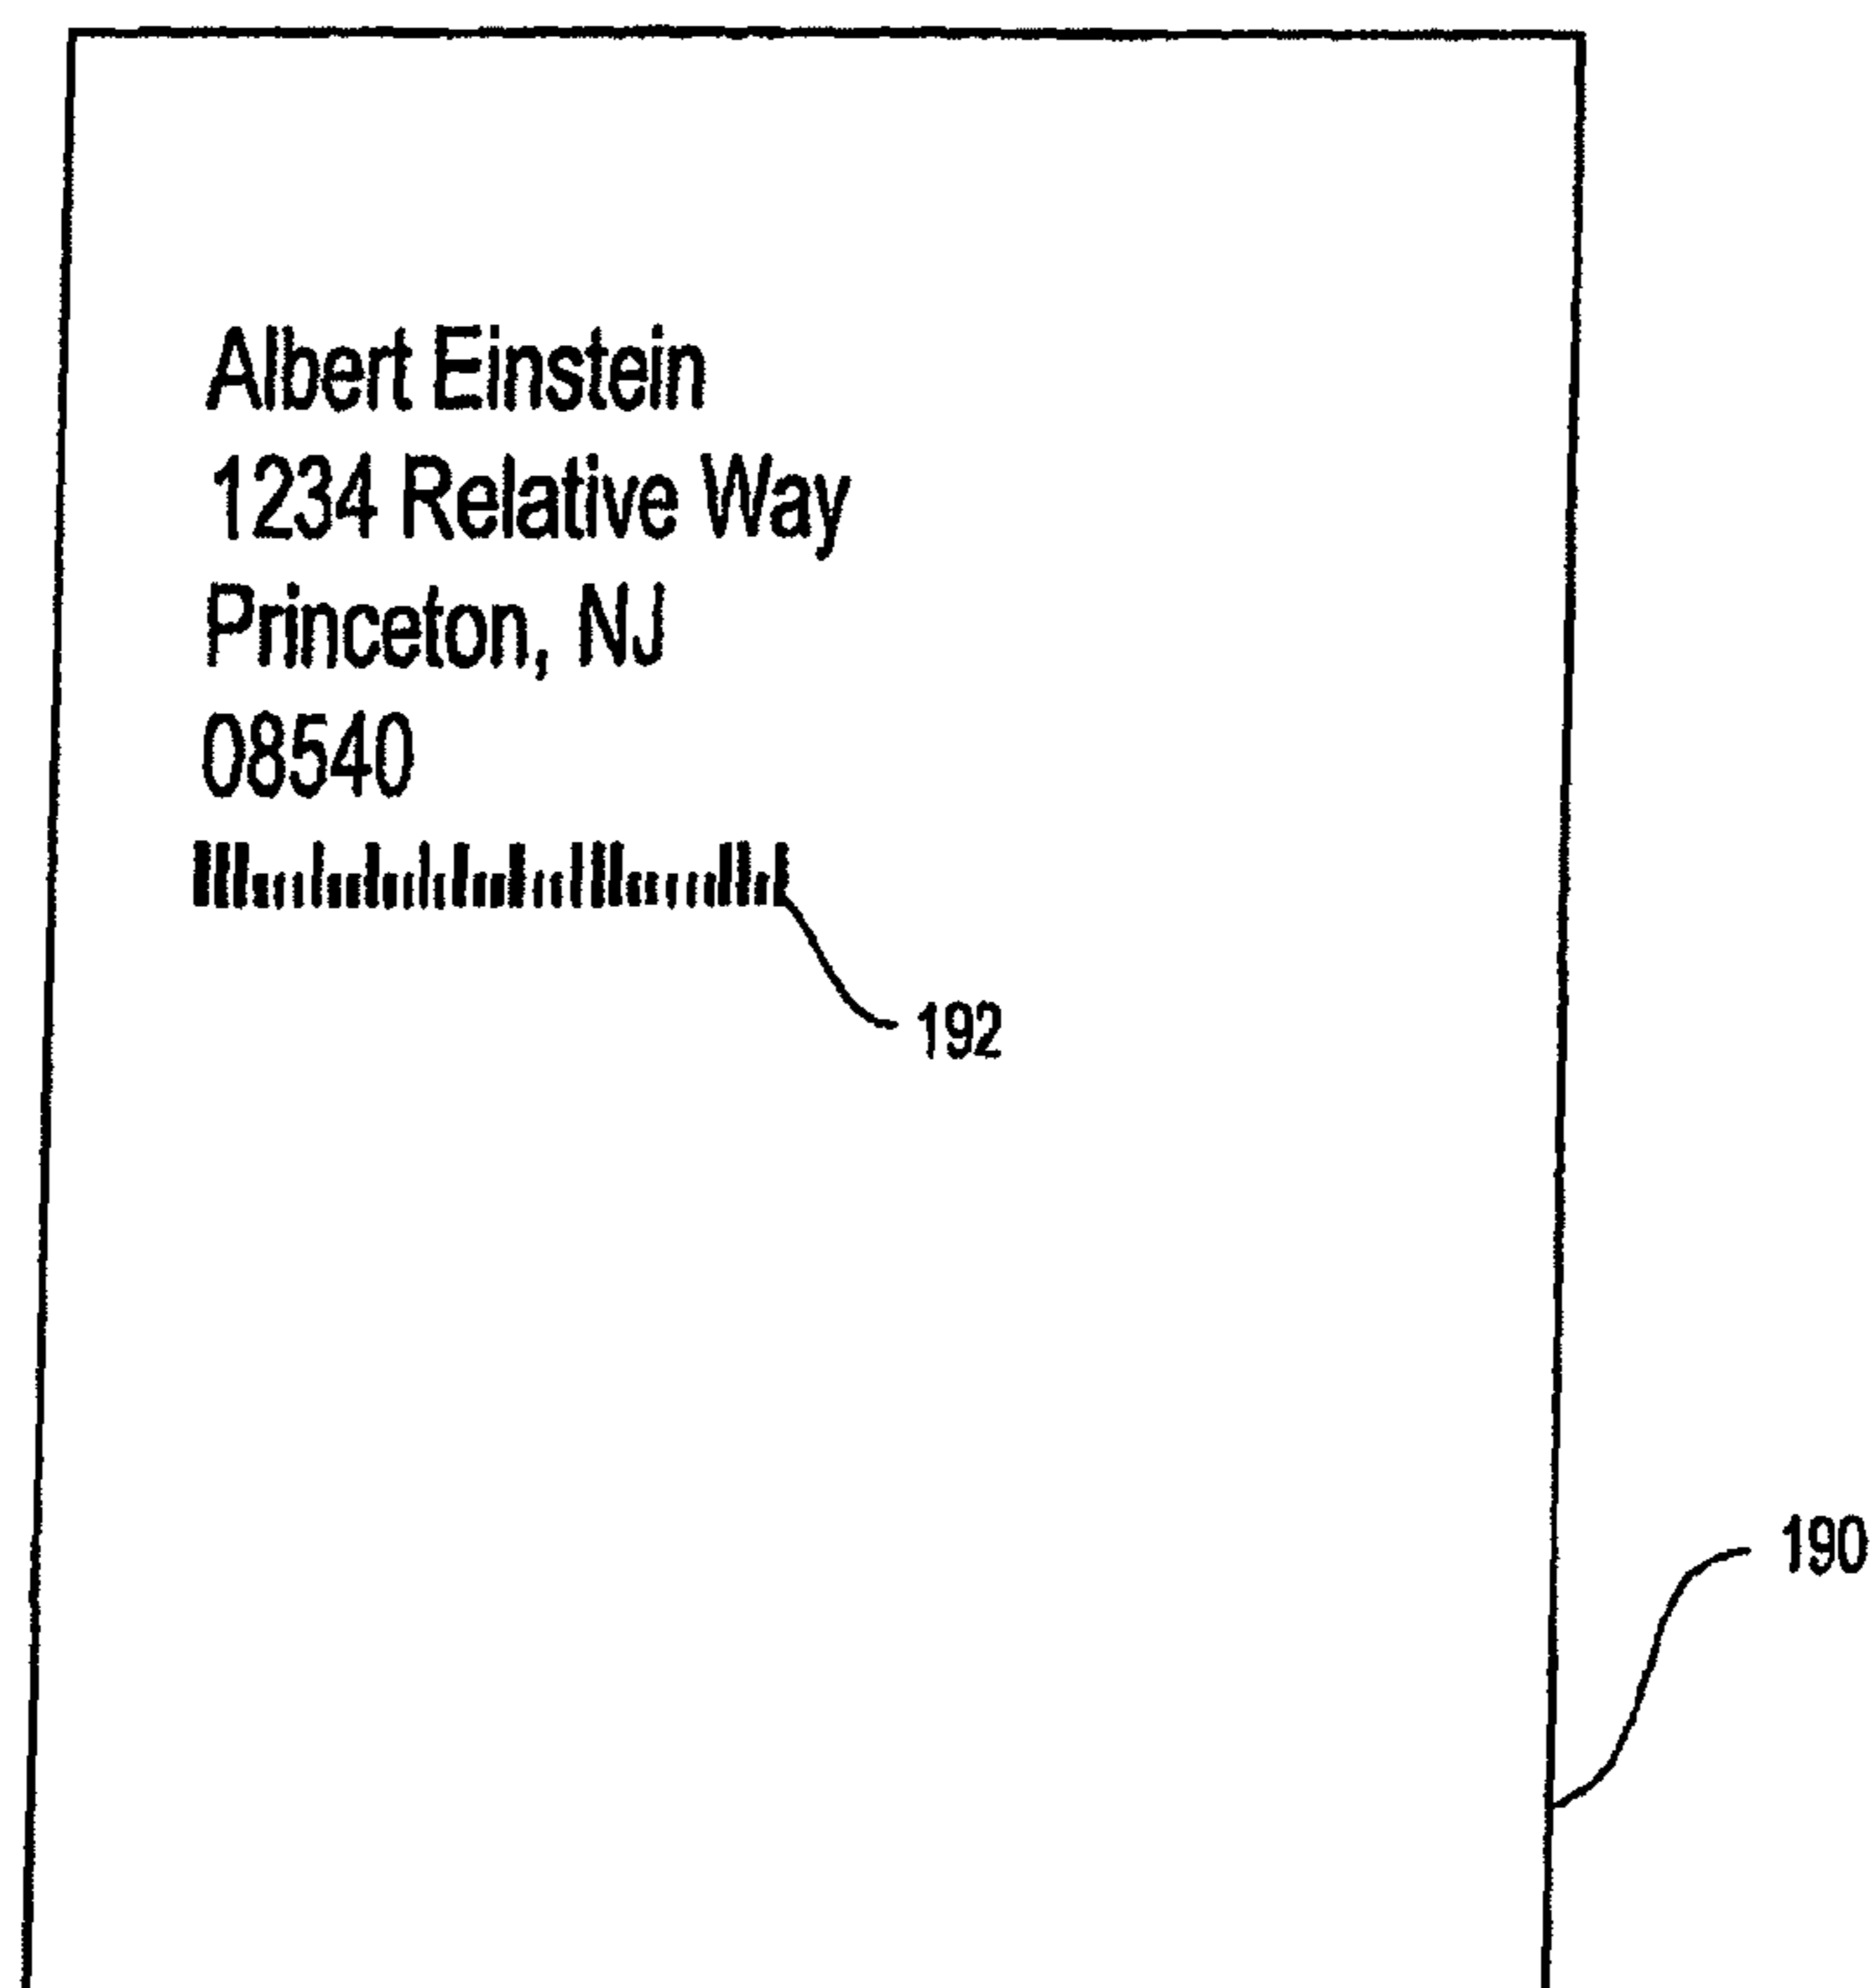 Albert Einstein
1234 Relative Way
Princeton, NJ
08540
192
190